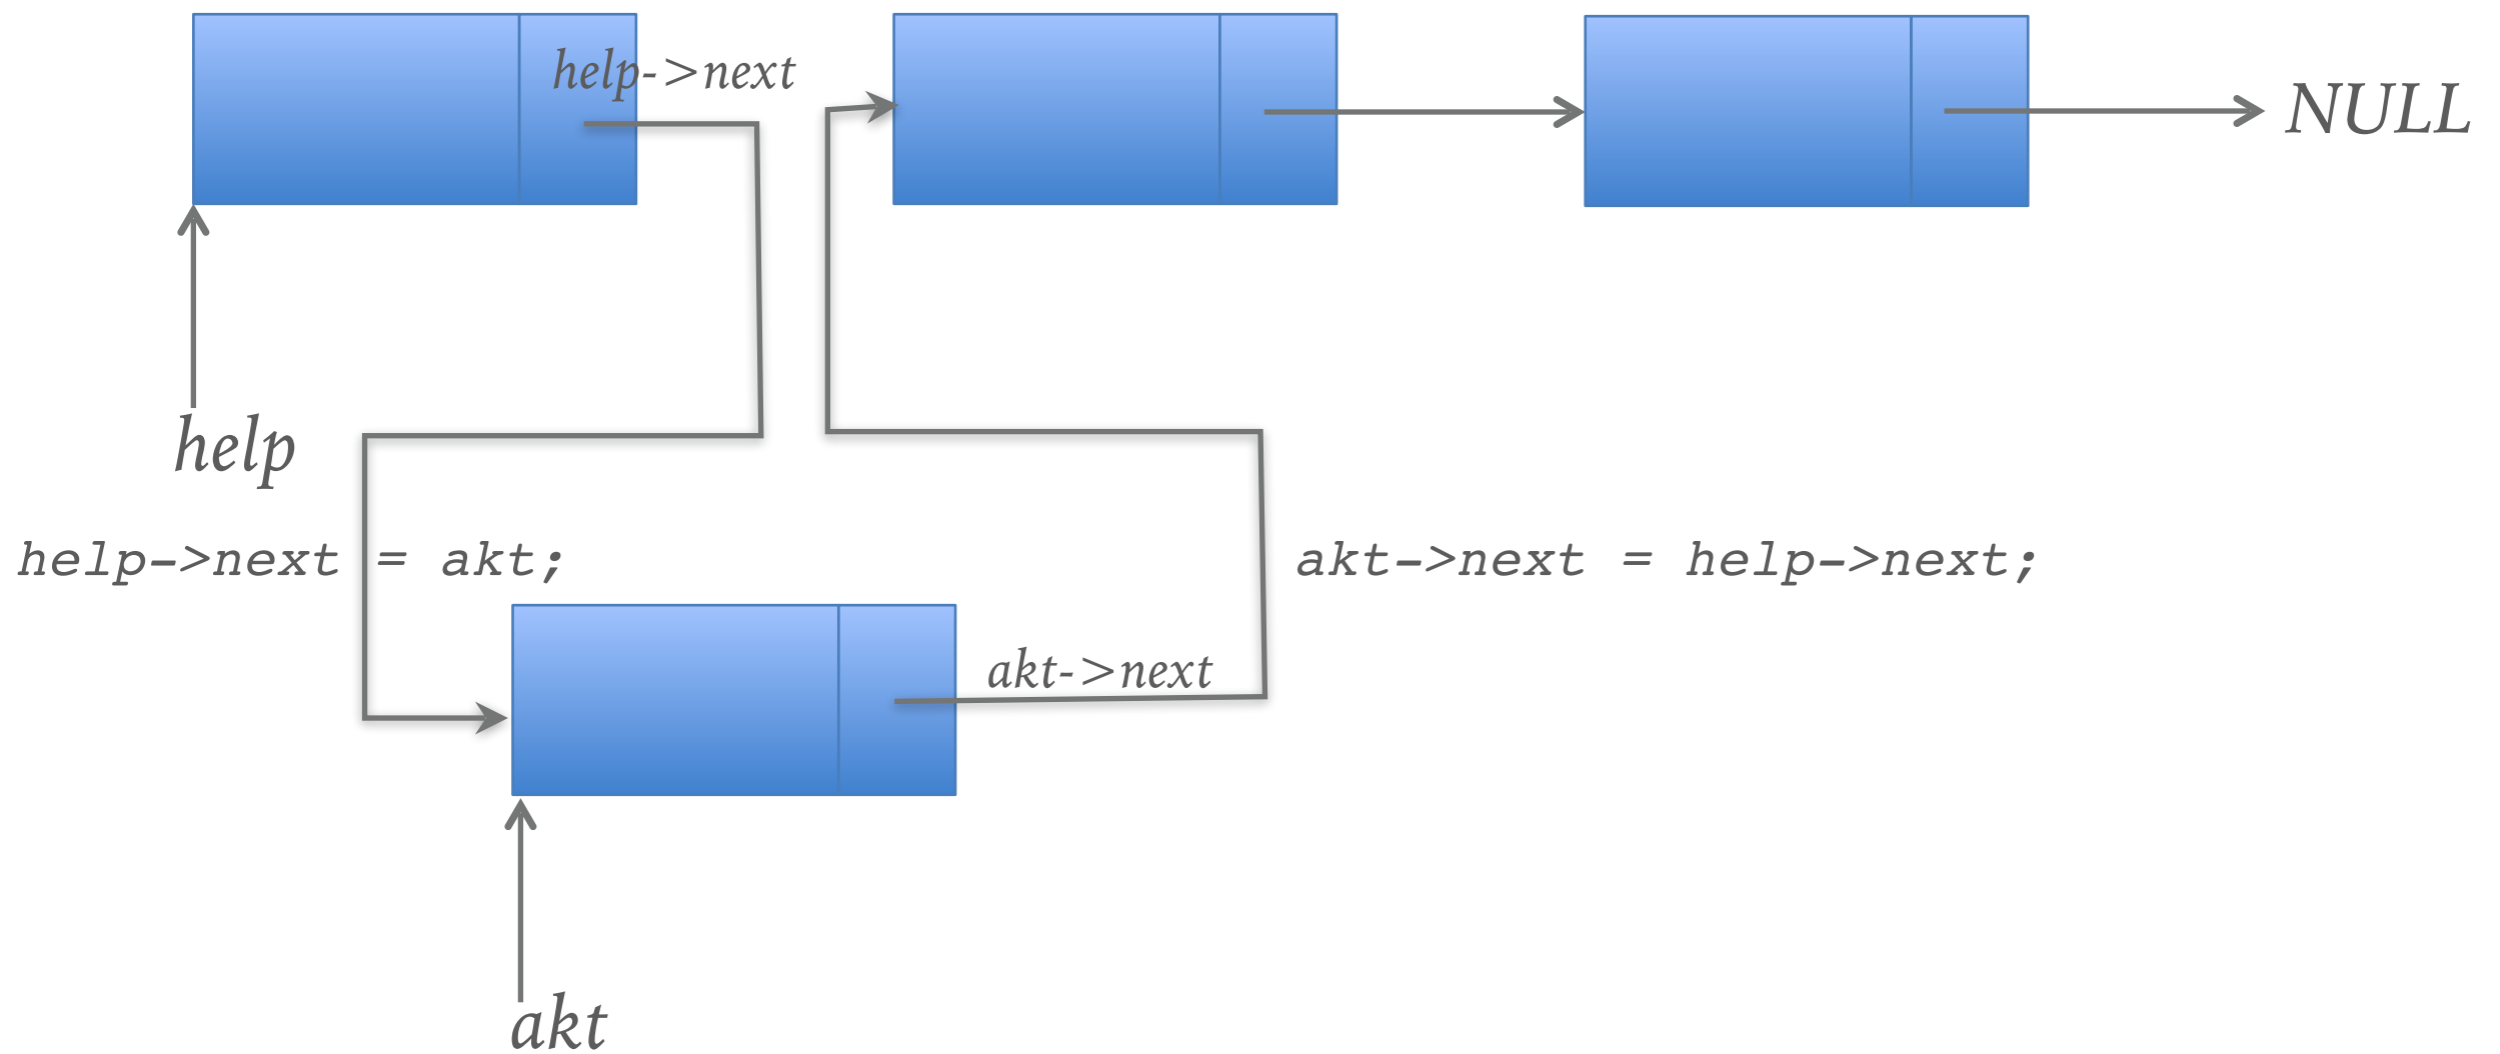 help->next
NULL
help
help->next = akt;
akt->next = help->next;
akt->next
akt